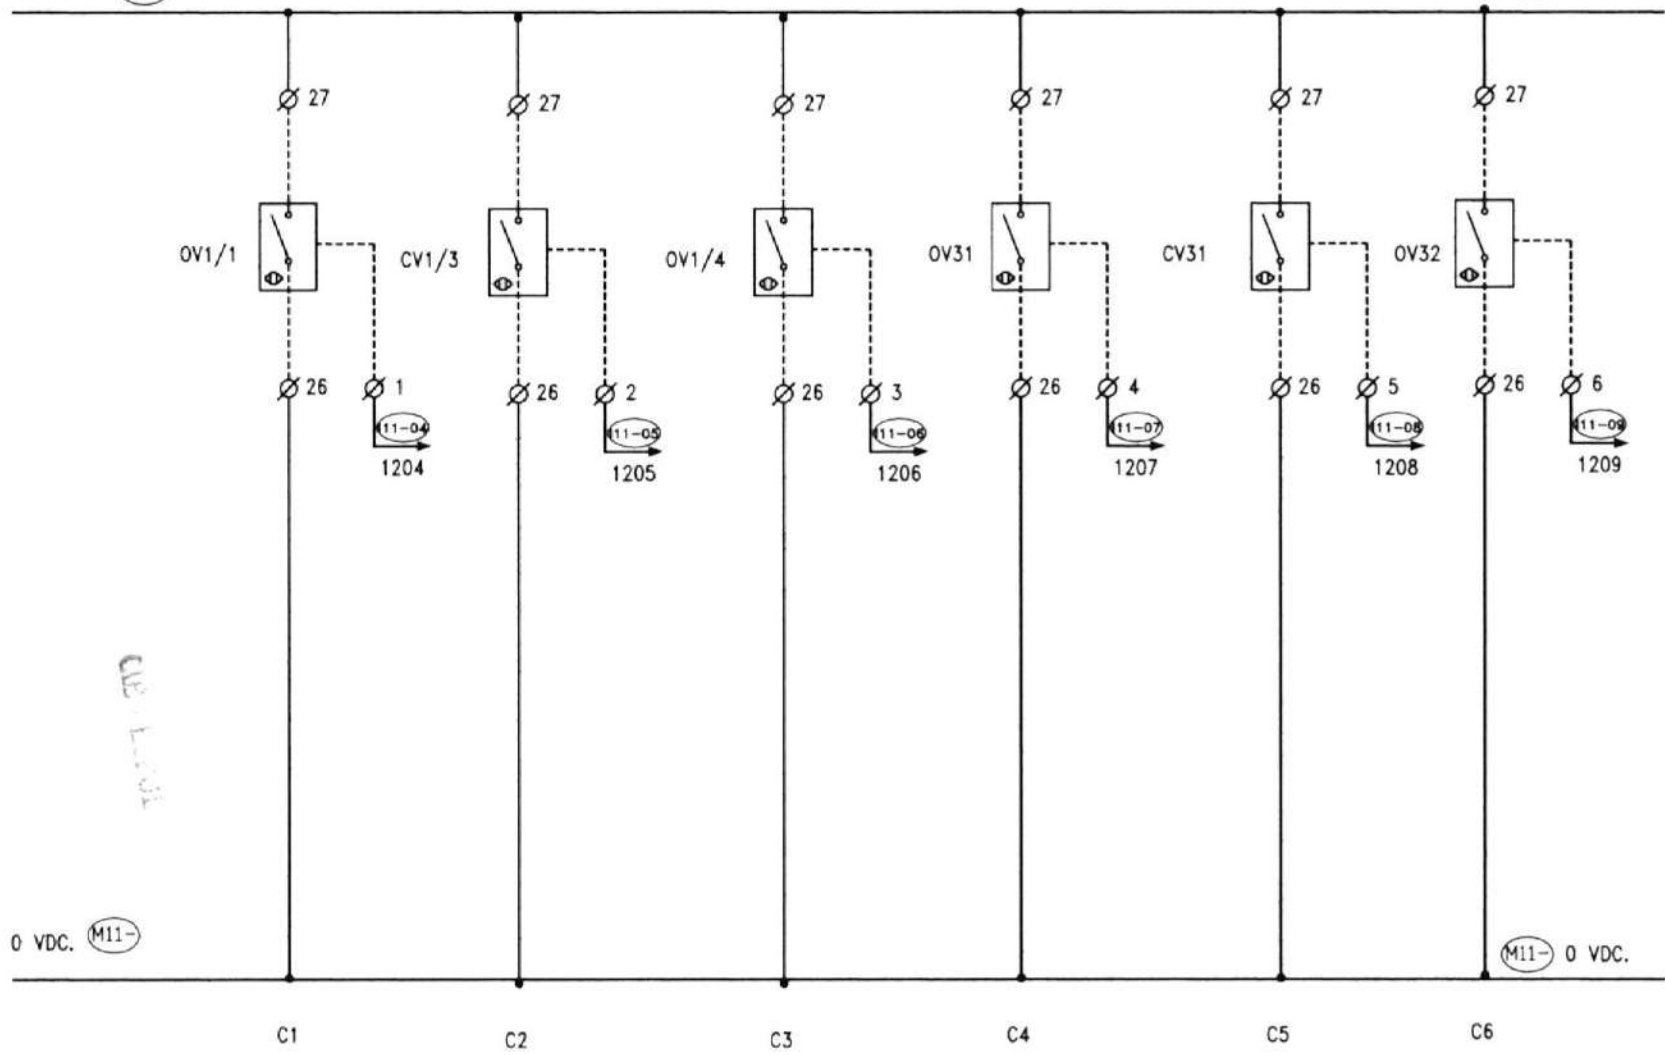 27 27 27 27 27 27
OV1/1 CV1/3 OV1/4 OV31 CV31 OV32
26 1 26 2 26 3 26 4 26 5 26 6
11-04 11-05 11-06 11-07 11-08 11-09
1204 1205 1206 1207 1208 1209
0 VDC. M11-
M11- 0 VDC.
C1 C2 C3 C4 C5 C6